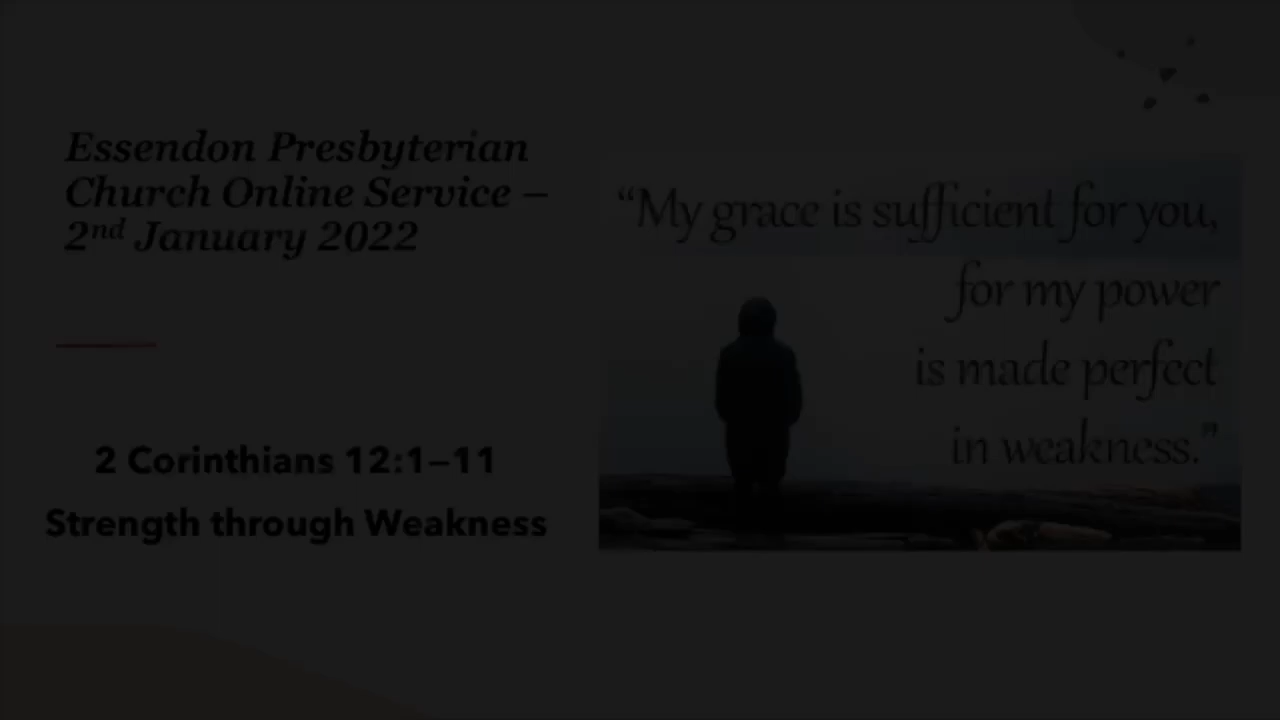 Essendon Presbyterian
Church Online Service –
2nd January 2022
2 Corinthians 12:1–11
Strength through Weakness
“My grace is sufficient for you,
for my power
is made perfect
in weakness.”